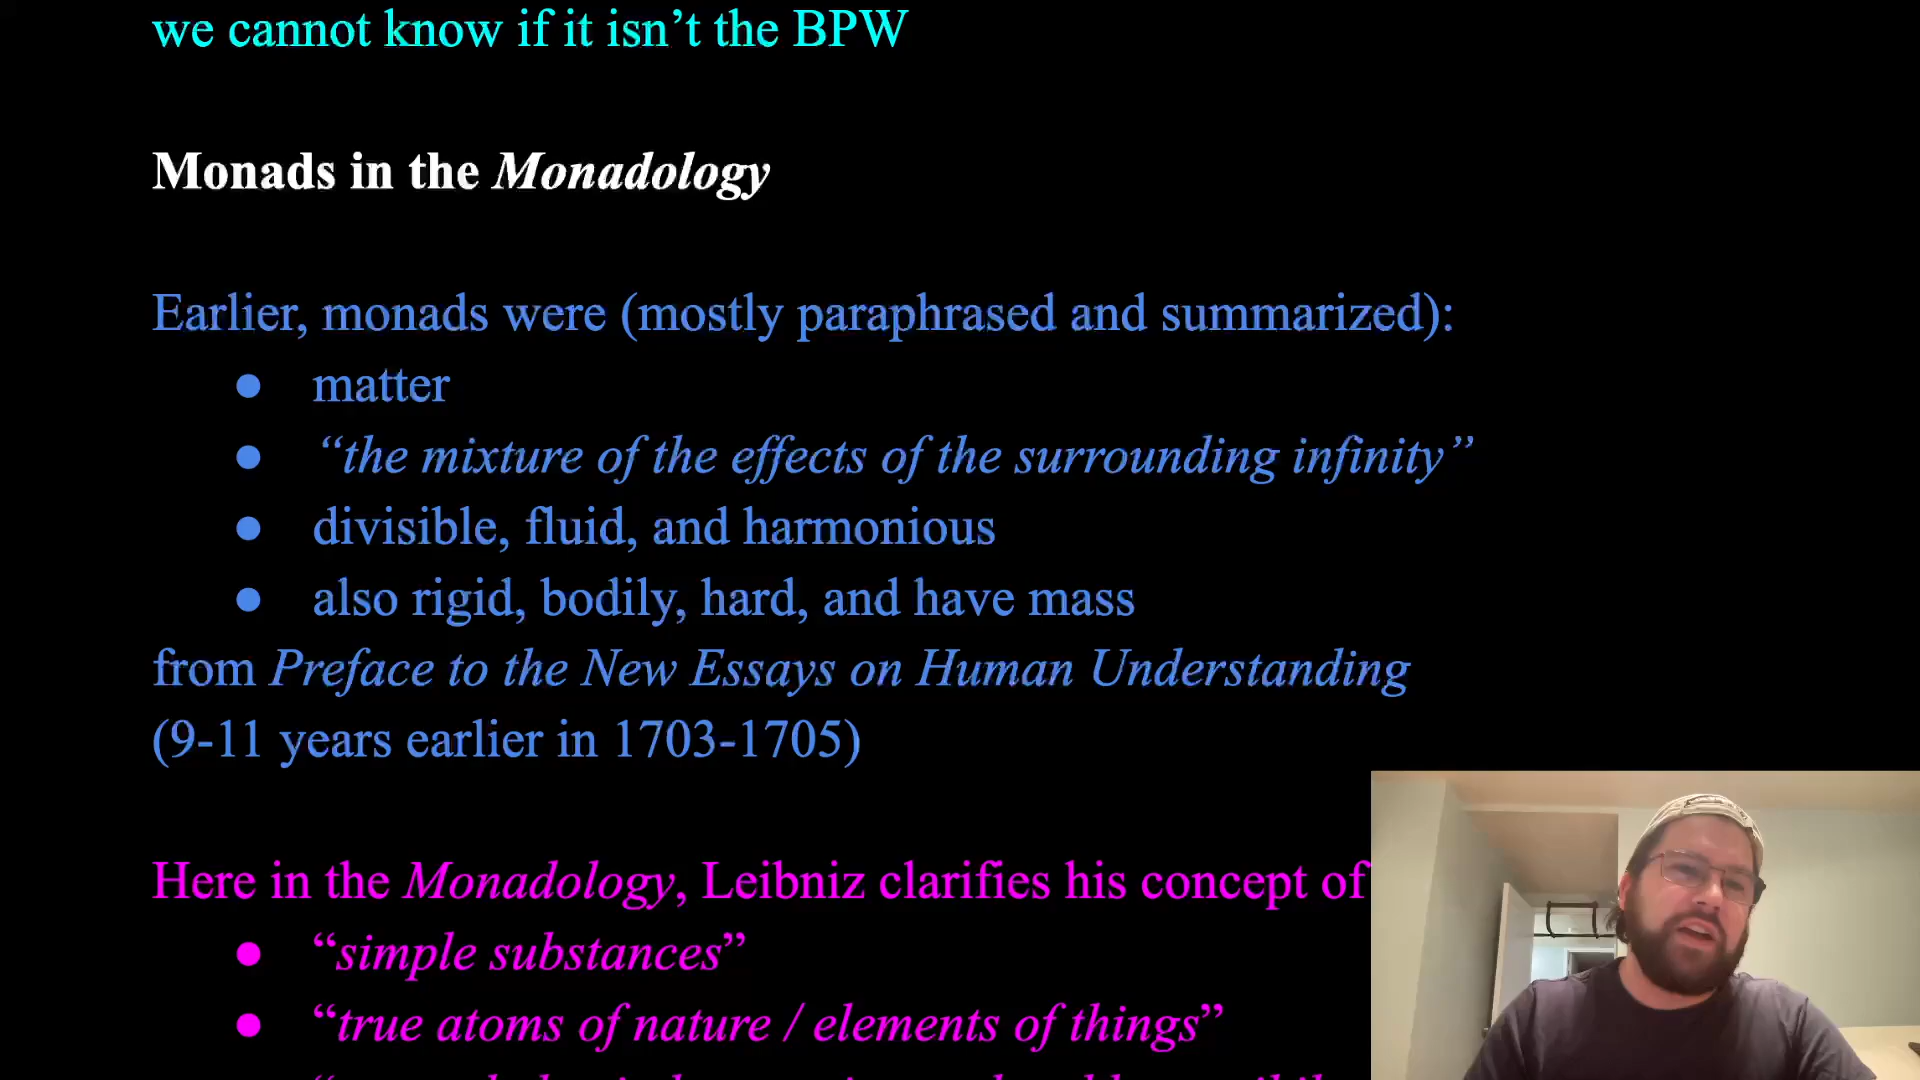 we cannot know if it isn’t the BPW
Monads in the Monadology
Earlier, monads were (mostly paraphrased and summarized):
● matter
● “the mixture of the effects of the surrounding infinity”
● divisible, fluid, and harmonious
● also rigid, bodily, hard, and have mass
from Preface to the New Essays on Human Understanding
(9-11 years earlier in 1703-1705)
Here in the Monadology, Leibniz clarifies his concept of
● “simple substances”
● “true atoms of nature / elements of things”